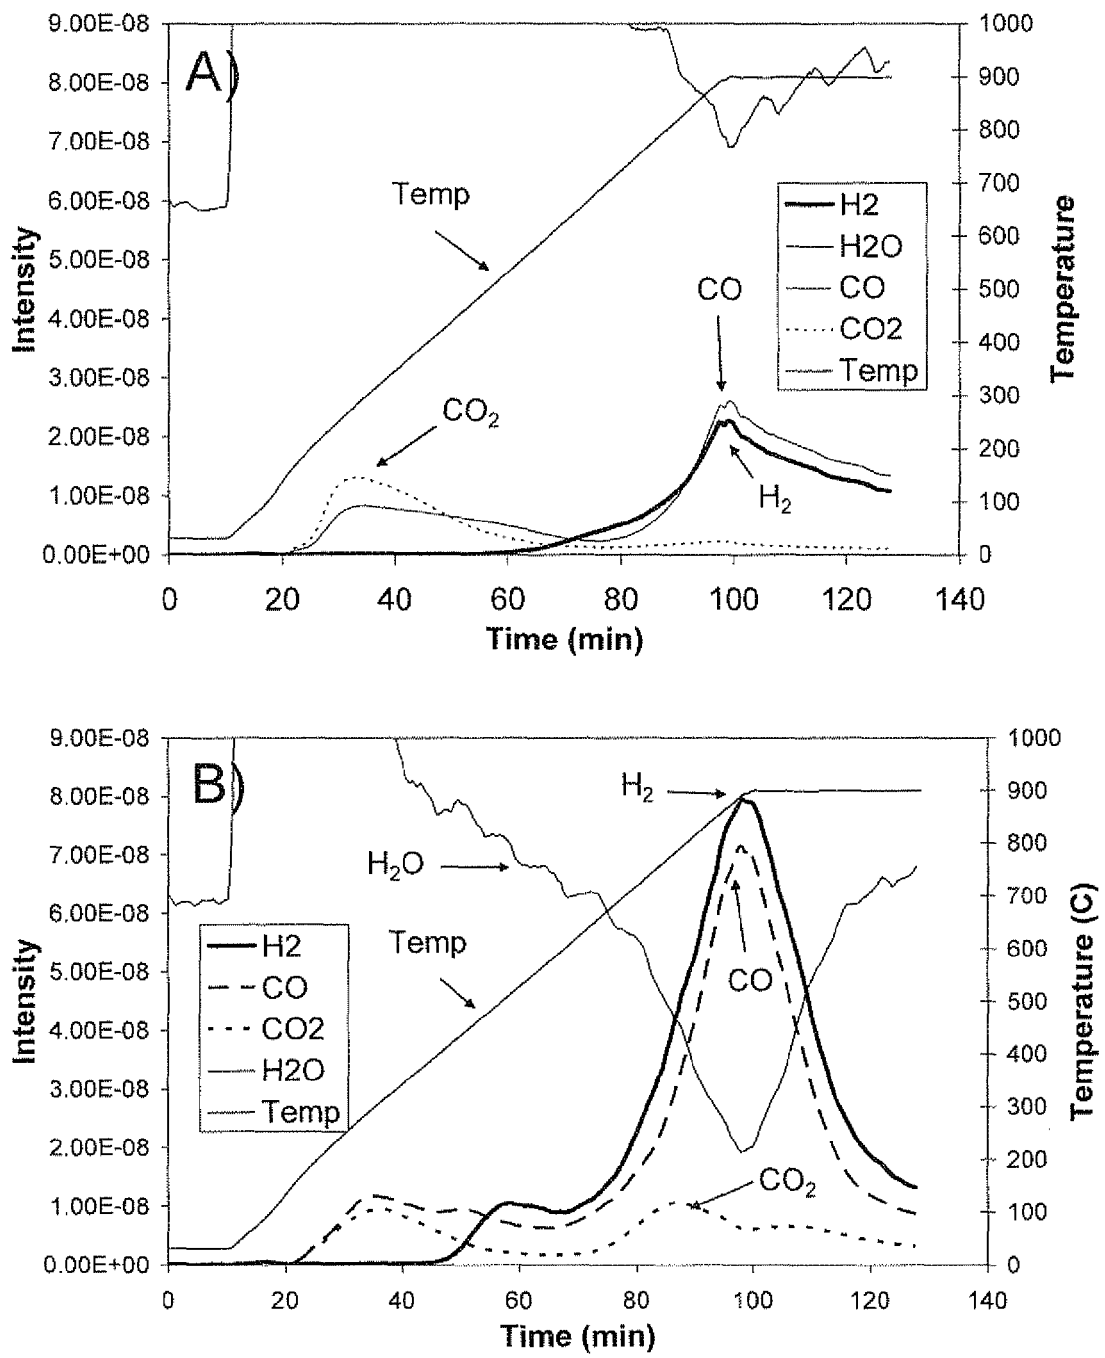 A)
9.00E-08
8.00E-08
7.00E-08
6.00E-08
5.00E-08
4.00E-08
3.00E-08
2.00E-08
1.00E-08
0.00E+00
Intensity
1000
900
800
700
600
500
400
300
200
100
0
Temperature
Temp
CO₂
CO
H₂
H2
H2O
CO
CO2
Temp
0 20 40 60 80 100 120 140
Time (min)
B)
9.00E-08
8.00E-08
7.00E-08
6.00E-08
5.00E-08
4.00E-08
3.00E-08
2.00E-08
1.00E-08
0.00E+00
Intensity
1000
900
800
700
600
500
400
300
200
100
0
Temperature (C)
H₂
H₂O
Temp
CO
CO₂
H2
CO
CO2
H2O
Temp
0 20 40 60 80 100 120 140
Time (min)